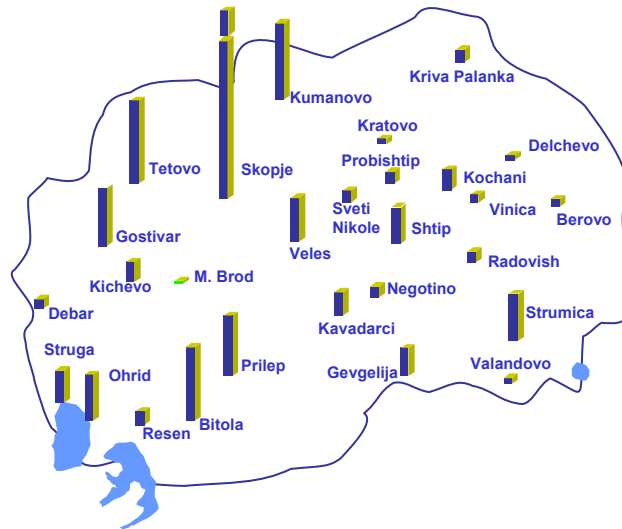 Kriva Palanka
Kumanovo
Kratovo
Delchevo
Probishtip
Tetovo
Skopje
Kochani
Sveti
Nikole
Vinica
Berovo
Shtip
Gostivar
Veles
Radovish
M. Brod
Kichevo
Negotino
Debar
Kavadarci
Strumica
Struga
Ohrid
Prilep
Gevgelija
Valandovo
Bitola
Resen